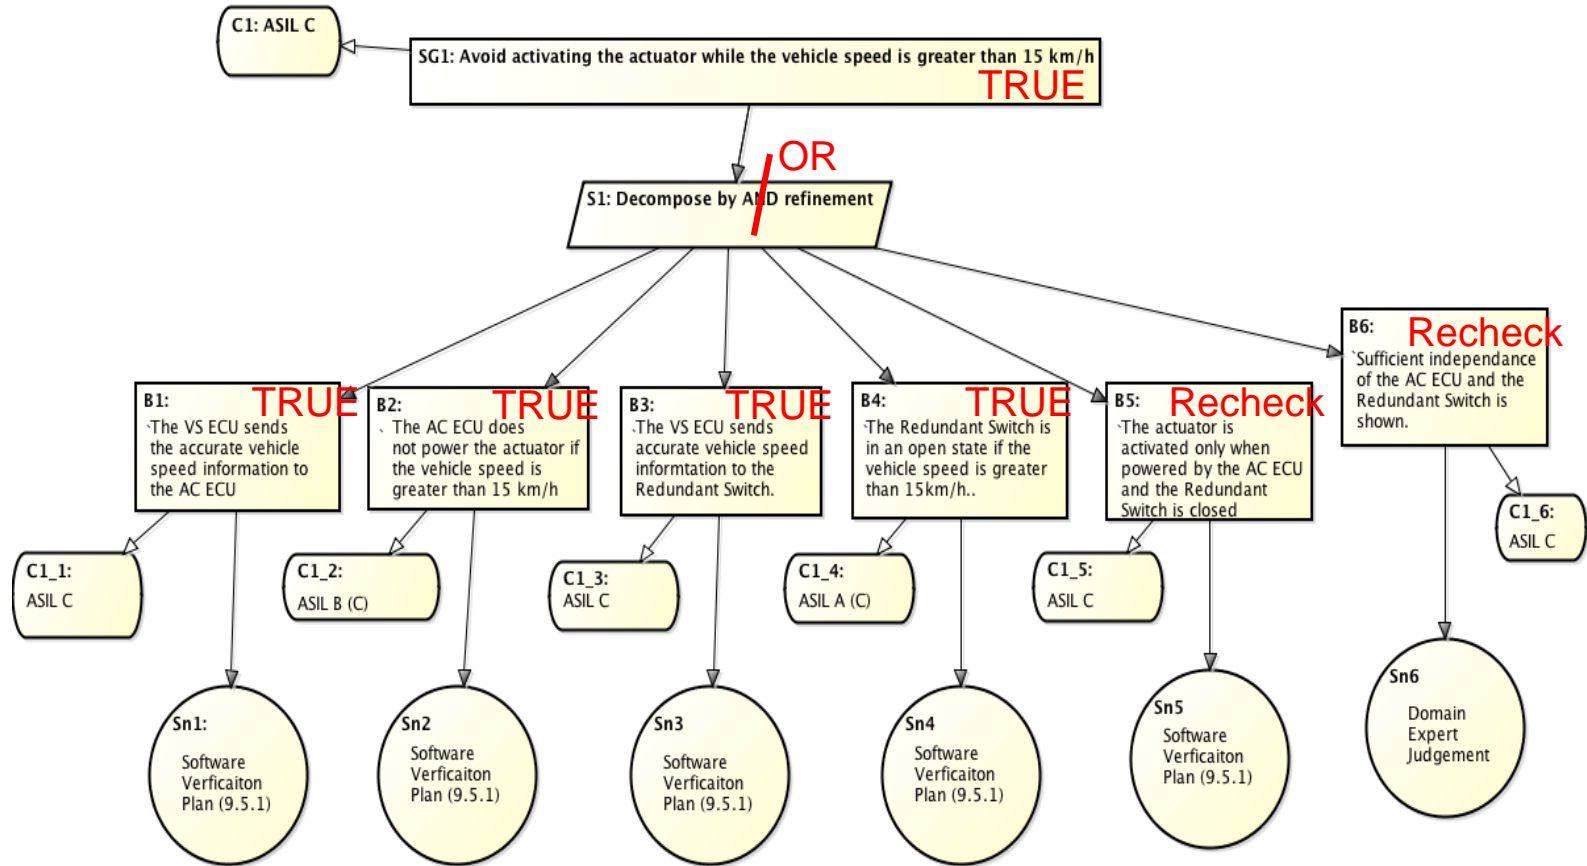 C1: ASIL C
SG1: Avoid activating the actuator while the vehicle speed is greater than 15 km/h
TRUE
OR
S1: Decompose by AND refinement
B1:
TRUE
`The VS ECU sends
the accurate vehicle
speed information to
the AC ECU
B2:
TRUE
` The AC ECU does
not power the actuator if
the vehicle speed is
greater than 15 km/h
B3:
TRUE
`The VS ECU sends
accurate vehicle speed
informtation to the
Redundant Switch.
B4:
TRUE
`The Redundant Switch is
in an open state if the
vehicle speed is greater
than 15km/h..
B5:
Recheck
`The actuator is
activated only when
powered by the AC ECU
and the Redundant
Switch is closed
B6:
Recheck
`Sufficient independance
of the AC ECU and the
Redundant Switch is
shown.
C1_1:
ASIL C
C1_2:
ASIL B (C)
C1_3:
ASIL C
C1_4:
ASIL A (C)
C1_5:
ASIL C
C1_6:
ASIL C
Sn1:
Software
Verficaiton
Plan (9.5.1)
Sn2
Software
Verficaiton
Plan (9.5.1)
Sn3
Software
Verficaiton
Plan (9.5.1)
Sn4
Software
Verficaiton
Plan (9.5.1)
Sn5
Software
Verficaiton
Plan (9.5.1)
Sn6
Domain
Expert
Judgement